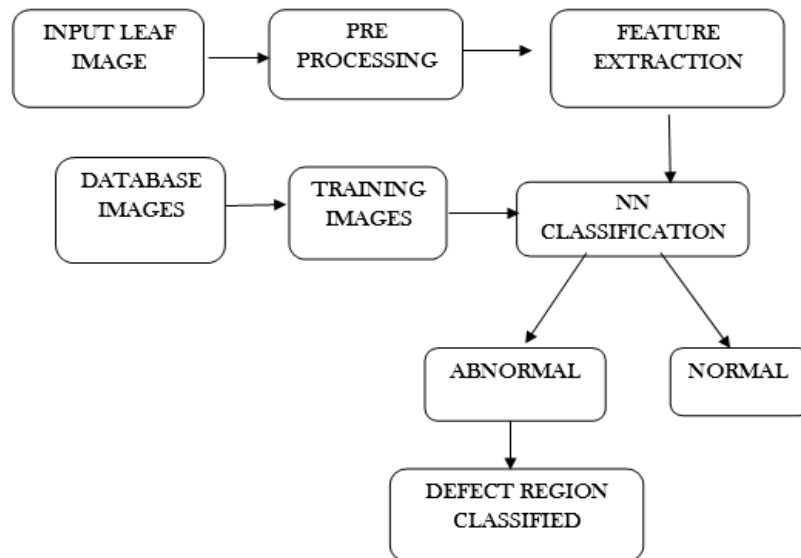 INPUT LEAF
IMAGE
PRE
PROCESSING
FEATURE
EXTRACTION
DATABASE
IMAGES
TRAINING
IMAGES
NN
CLASSIFICATION
ABNORMAL
NORMAL
DEFECT REGION
CLASSIFIED